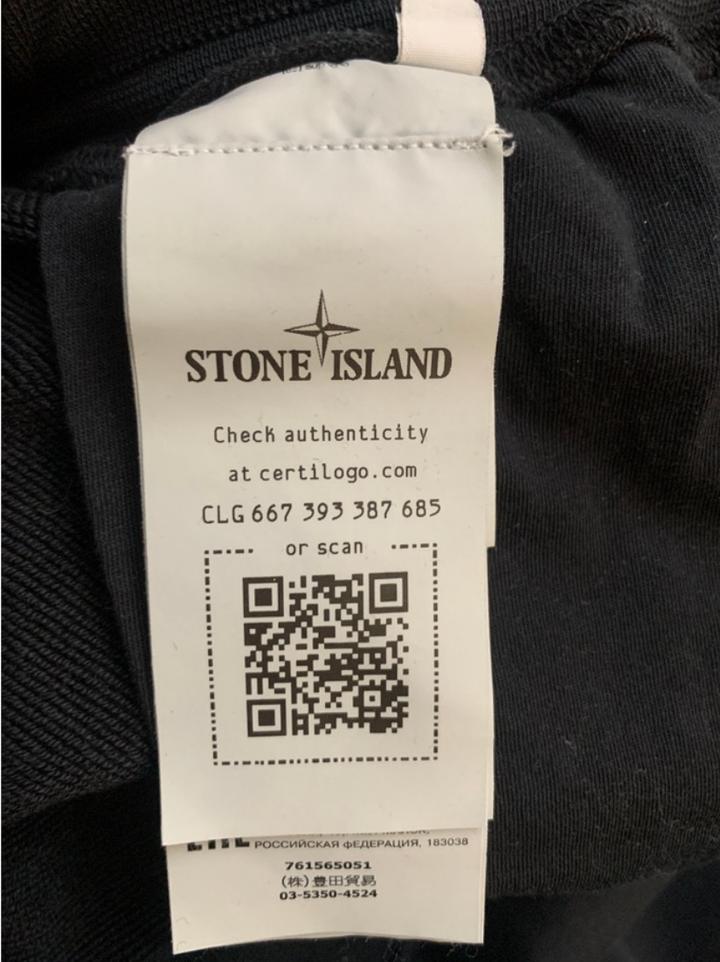 STONE ISLAND
Check authenticity
at certilogo.com
CLG 667 393 387 685
or scan
РОССИЙСКАЯ ФЕДЕРАЦИЯ, 183038
761565051
(株)豊田貿易
03-5350-4524